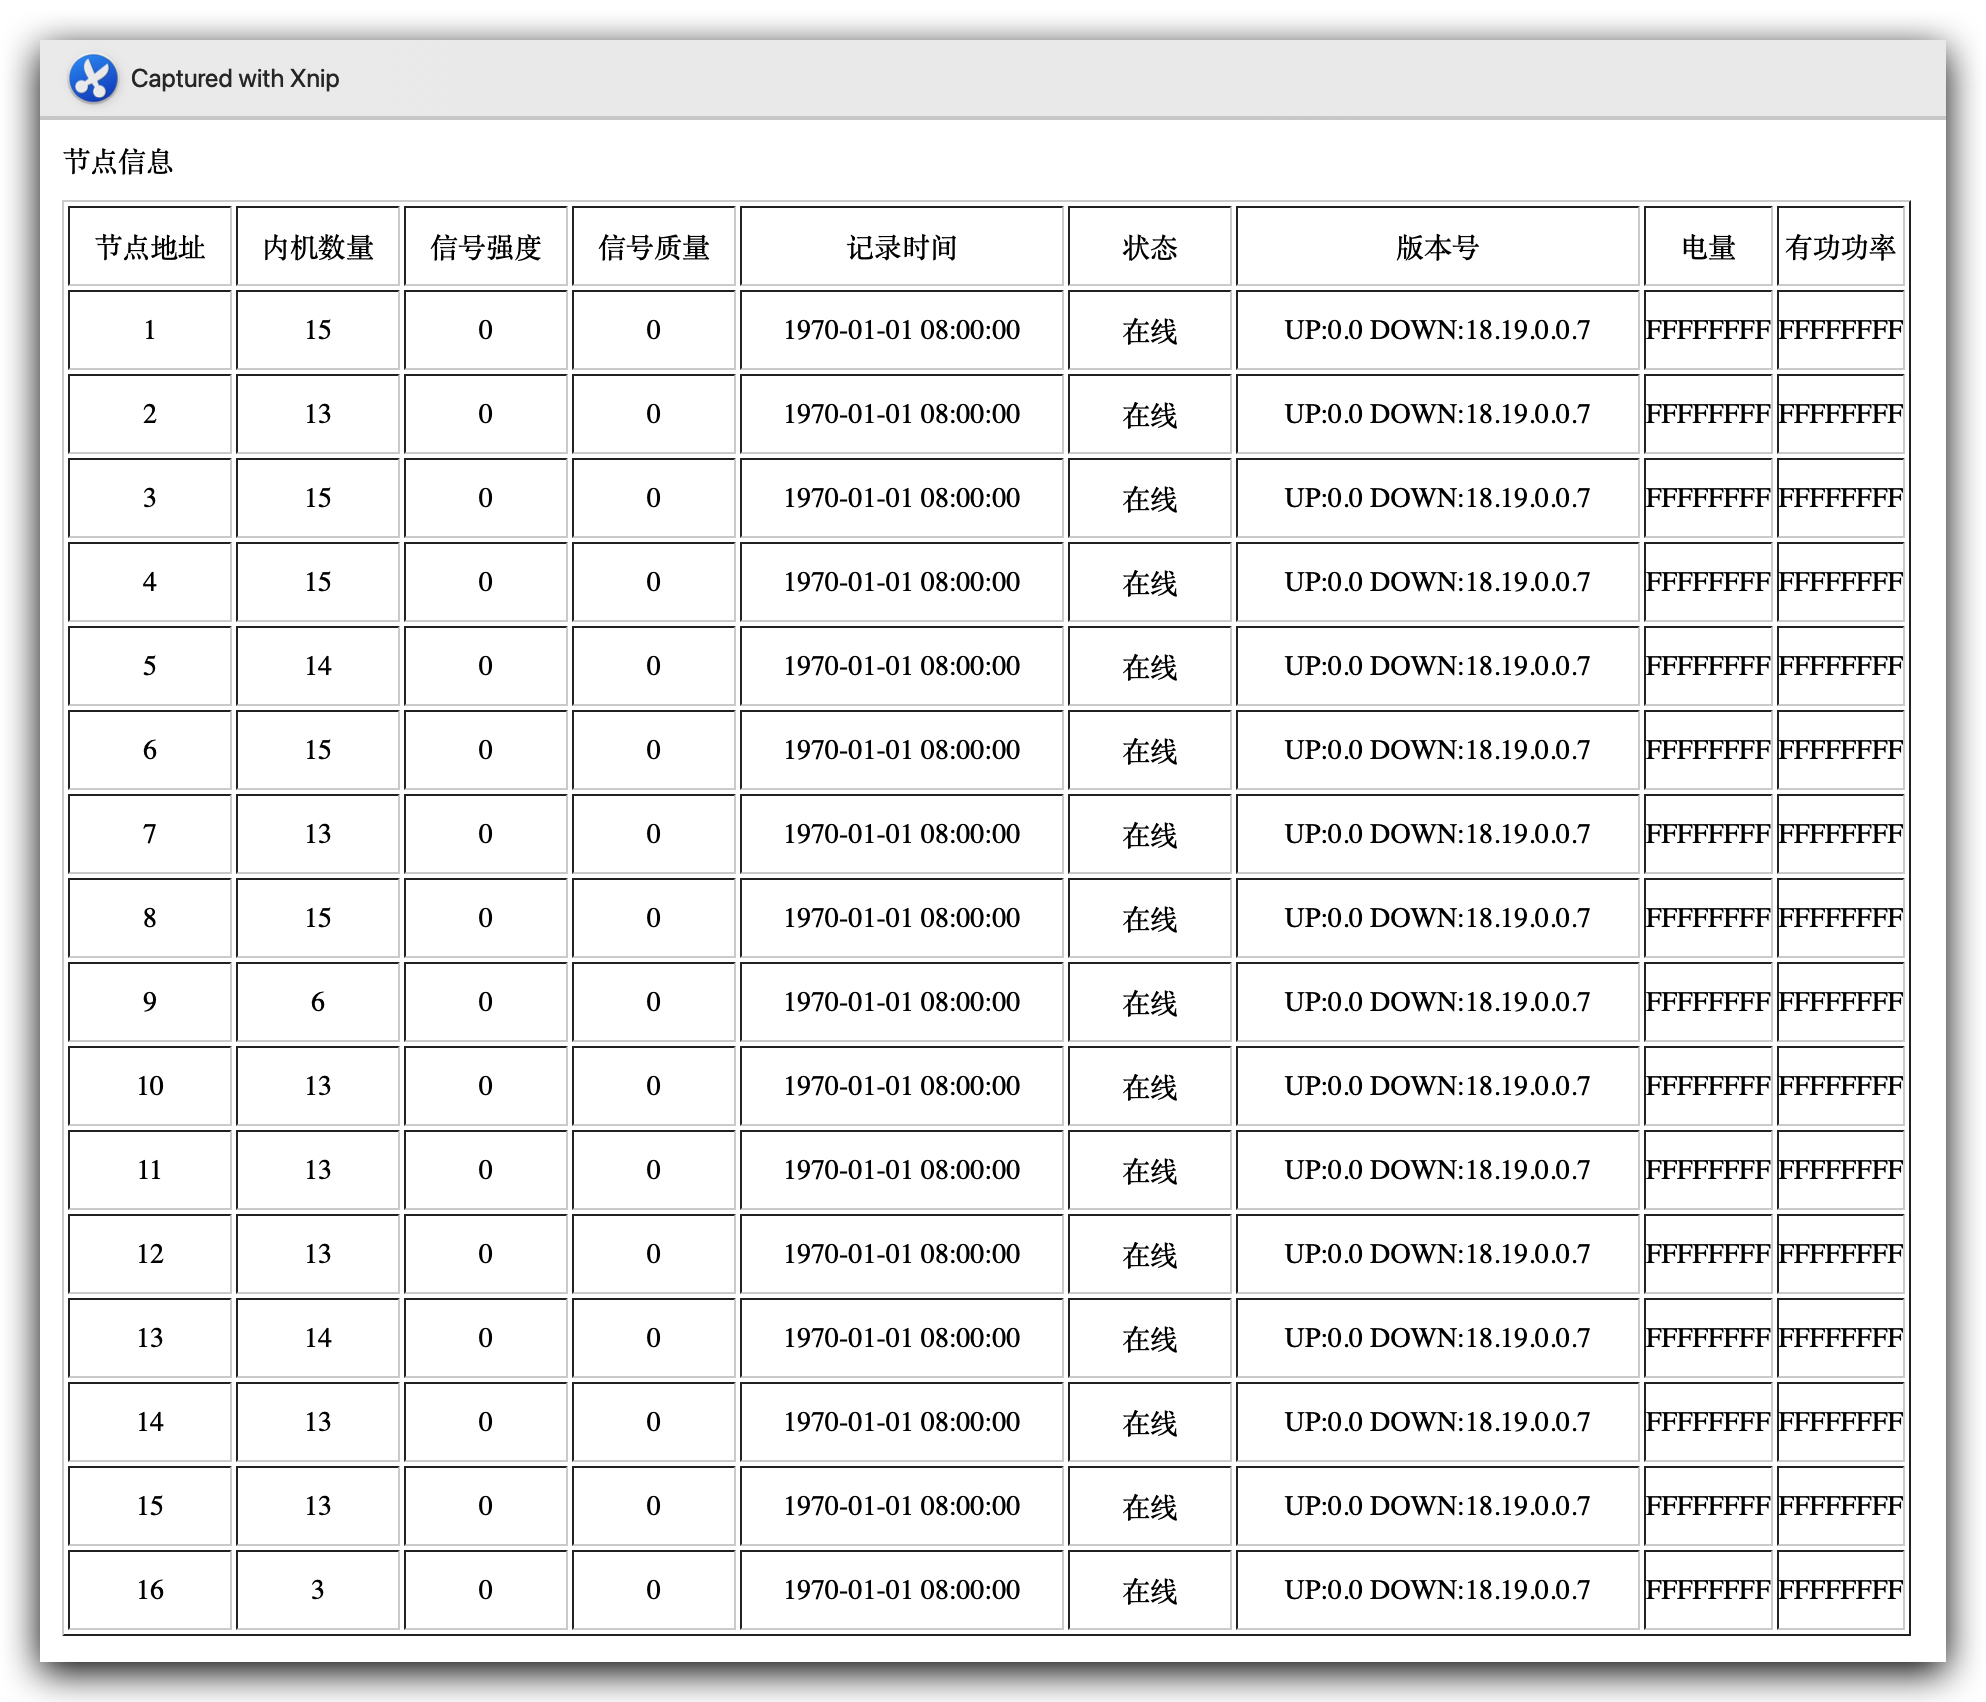 Captured with Xnip
节点信息
节点地址 内机数量 信号强度 信号质量 记录时间 状态 版本号 电量 有功功率
1 15 0 0 1970-01-01 08:00:00 在线 UP:0.0 DOWN:18.19.0.0.7 FFFFFFFF FFFFFFFF
2 13 0 0 1970-01-01 08:00:00 在线 UP:0.0 DOWN:18.19.0.0.7 FFFFFFFF FFFFFFFF
3 15 0 0 1970-01-01 08:00:00 在线 UP:0.0 DOWN:18.19.0.0.7 FFFFFFFF FFFFFFFF
4 15 0 0 1970-01-01 08:00:00 在线 UP:0.0 DOWN:18.19.0.0.7 FFFFFFFF FFFFFFFF
5 14 0 0 1970-01-01 08:00:00 在线 UP:0.0 DOWN:18.19.0.0.7 FFFFFFFF FFFFFFFF
6 15 0 0 1970-01-01 08:00:00 在线 UP:0.0 DOWN:18.19.0.0.7 FFFFFFFF FFFFFFFF
7 13 0 0 1970-01-01 08:00:00 在线 UP:0.0 DOWN:18.19.0.0.7 FFFFFFFF FFFFFFFF
8 15 0 0 1970-01-01 08:00:00 在线 UP:0.0 DOWN:18.19.0.0.7 FFFFFFFF FFFFFFFF
9 6 0 0 1970-01-01 08:00:00 在线 UP:0.0 DOWN:18.19.0.0.7 FFFFFFFF FFFFFFFF
10 13 0 0 1970-01-01 08:00:00 在线 UP:0.0 DOWN:18.19.0.0.7 FFFFFFFF FFFFFFFF
11 13 0 0 1970-01-01 08:00:00 在线 UP:0.0 DOWN:18.19.0.0.7 FFFFFFFF FFFFFFFF
12 13 0 0 1970-01-01 08:00:00 在线 UP:0.0 DOWN:18.19.0.0.7 FFFFFFFF FFFFFFFF
13 14 0 0 1970-01-01 08:00:00 在线 UP:0.0 DOWN:18.19.0.0.7 FFFFFFFF FFFFFFFF
14 13 0 0 1970-01-01 08:00:00 在线 UP:0.0 DOWN:18.19.0.0.7 FFFFFFFF FFFFFFFF
15 13 0 0 1970-01-01 08:00:00 在线 UP:0.0 DOWN:18.19.0.0.7 FFFFFFFF FFFFFFFF
16 3 0 0 1970-01-01 08:00:00 在线 UP:0.0 DOWN:18.19.0.0.7 FFFFFFFF FFFFFFFF